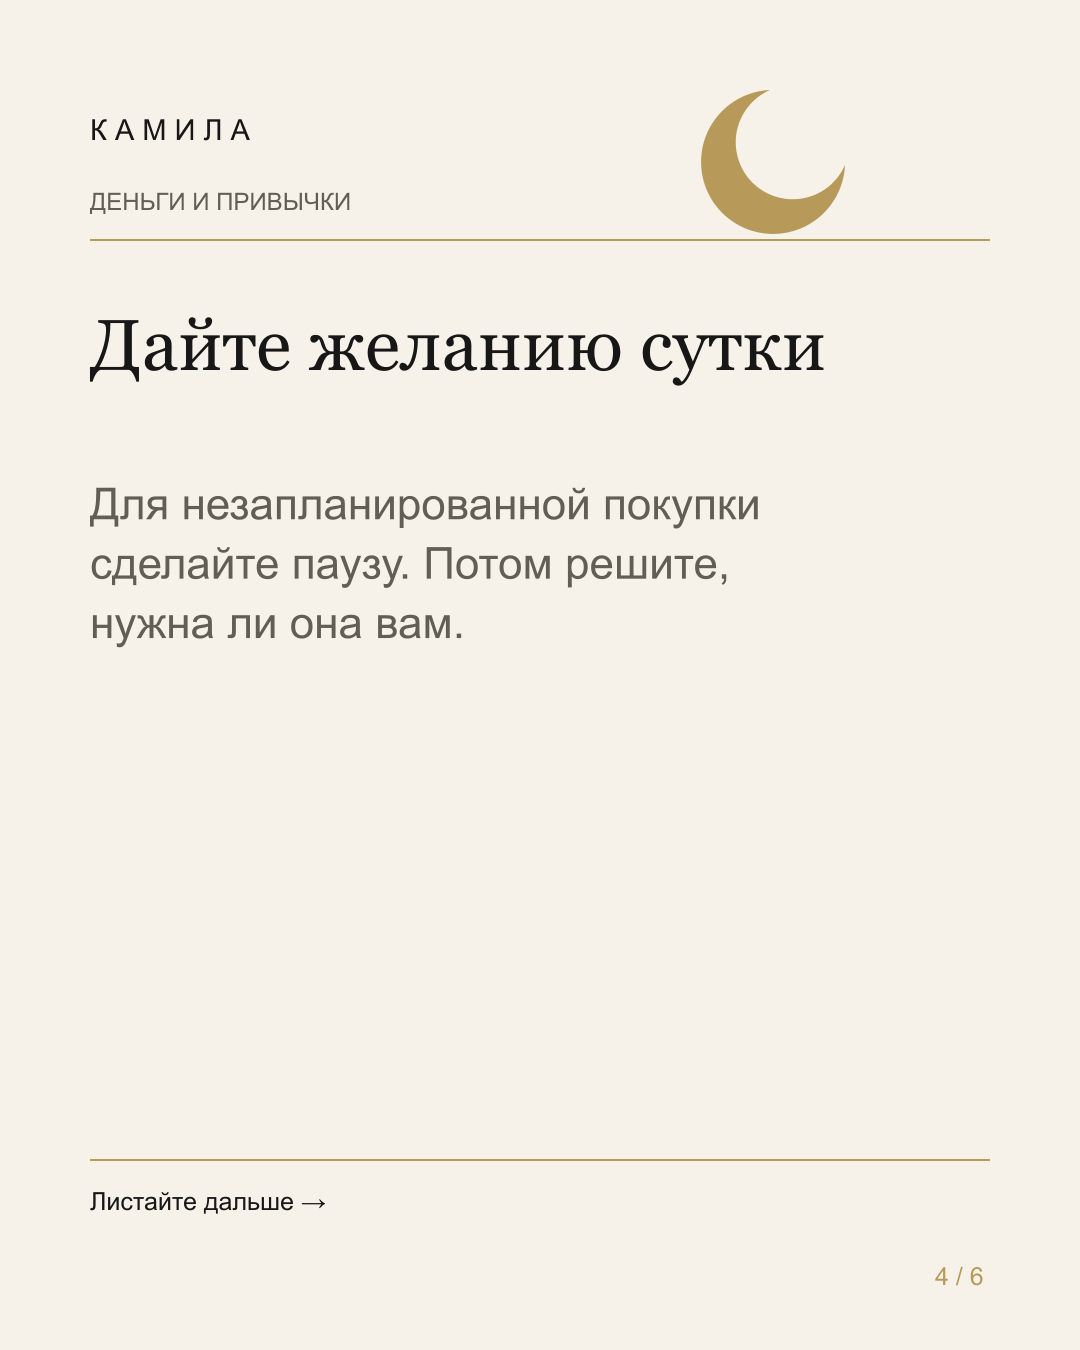 КАМИЛА
ДЕНЬГИ И ПРИВЫЧКИ
Дайте желанию сутки
Для незапланированной покупки
сделайте паузу. Потом решите,
нужна ли она вам.
Листайте дальше →
4 / 6